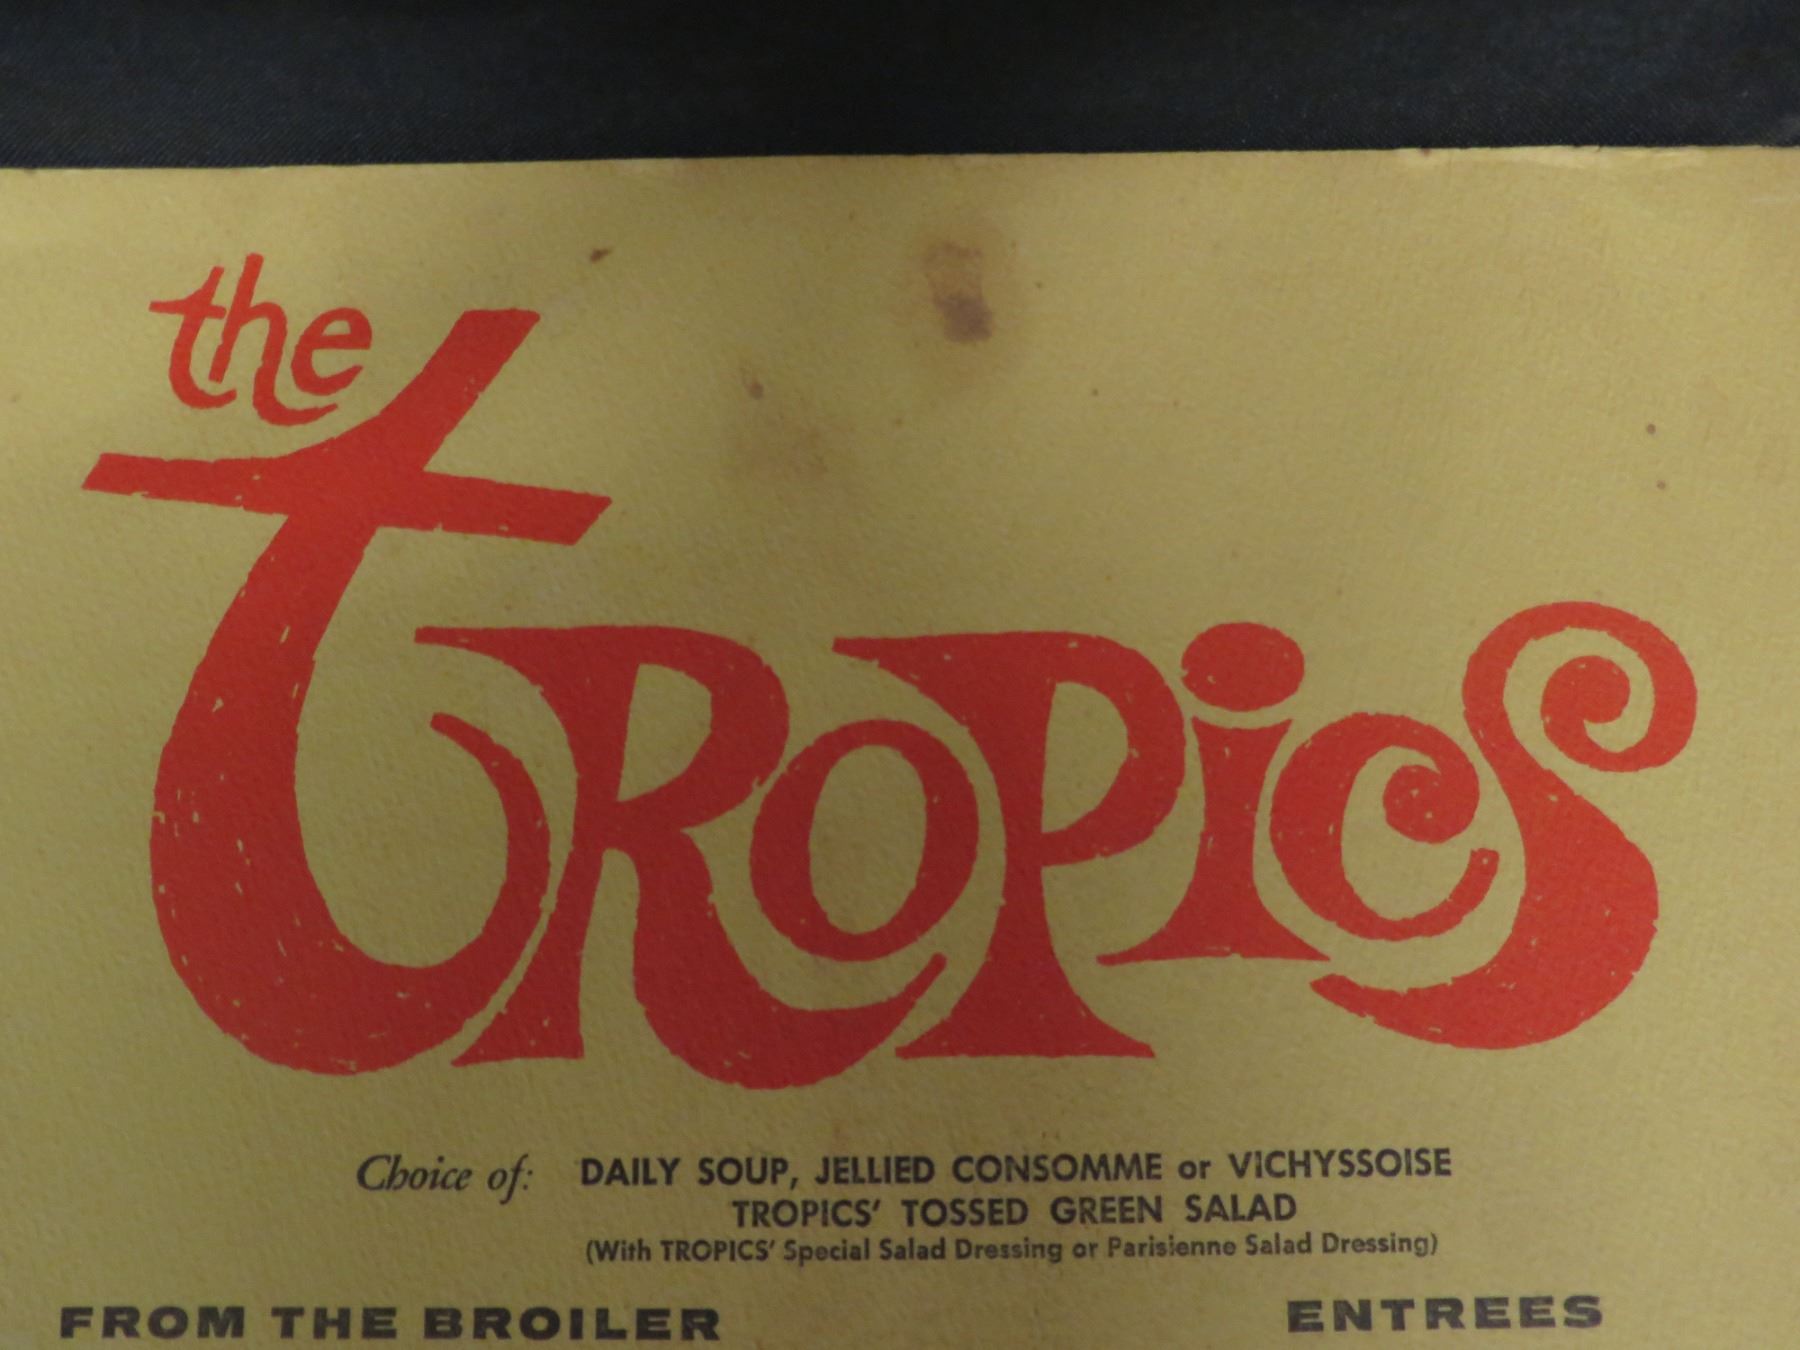 the
tRoPicS
Choice of: DAILY SOUP, JELLIED CONSOMME or VICHYSSOISE
TROPICS' TOSSED GREEN SALAD
(With TROPICS' Special Salad Dressing or Parisienne Salad Dressing)
FROM THE BROILER
ENTREES